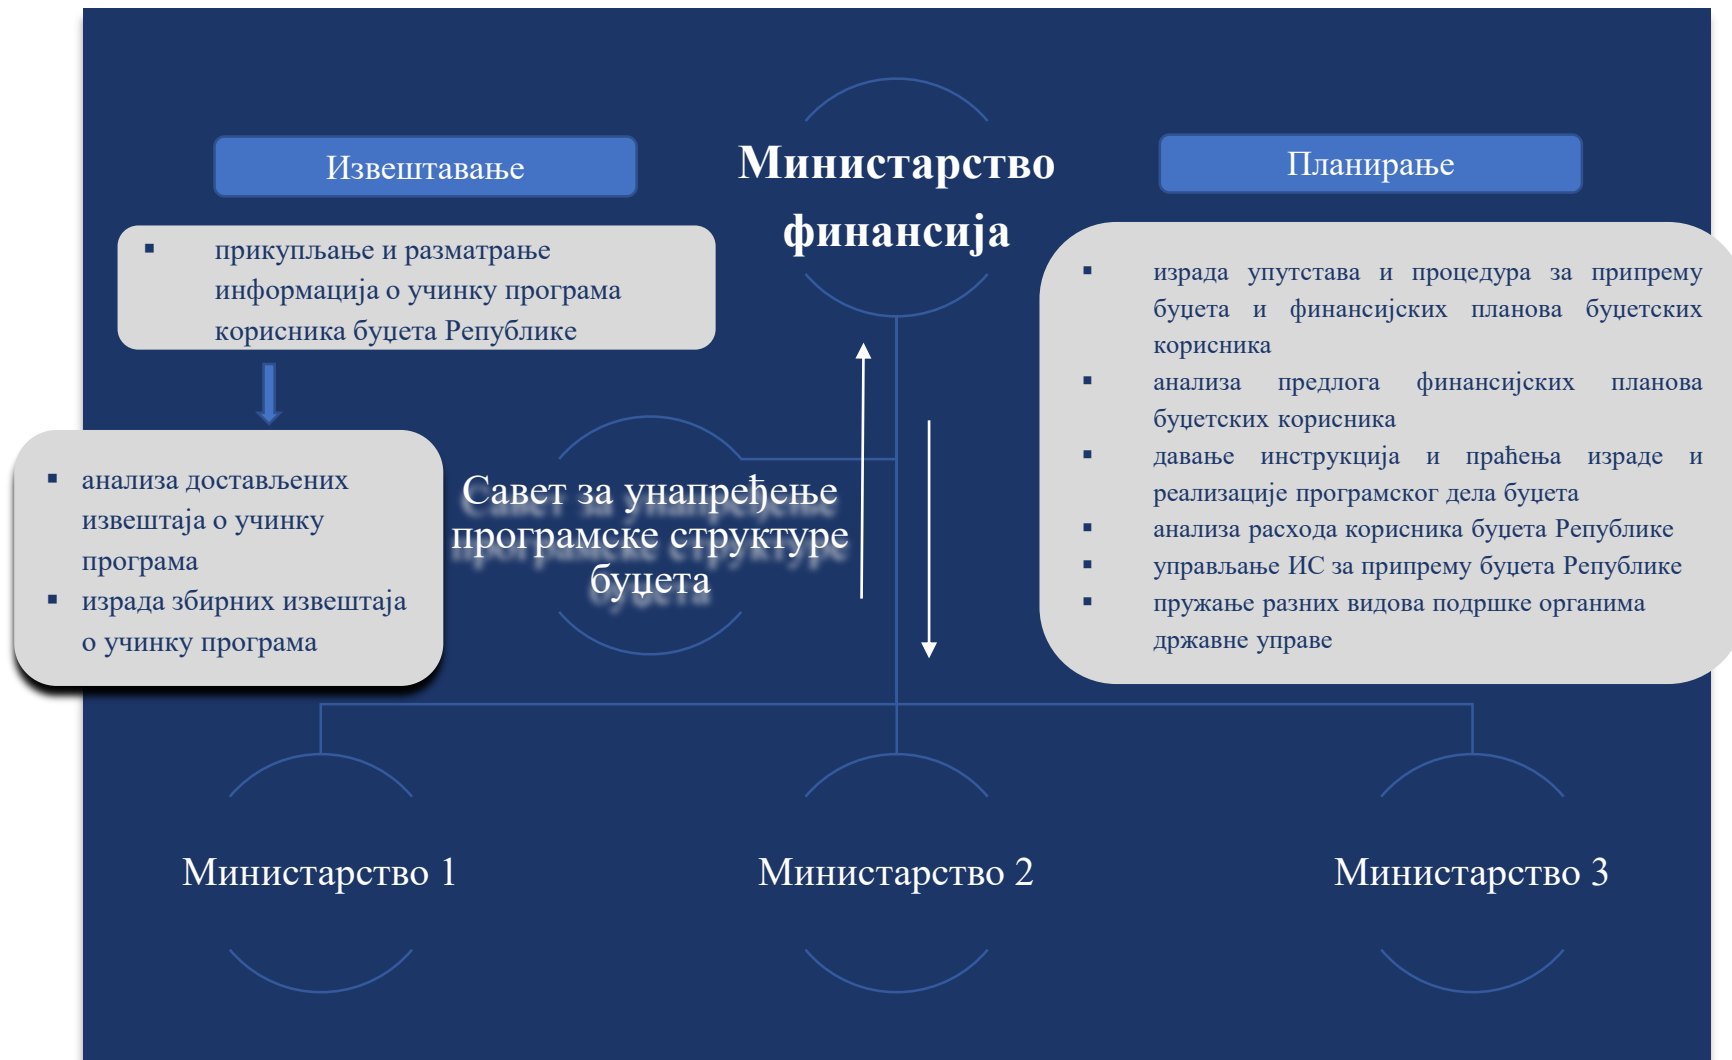 Министарство
финансија
Извештавање
▪ прикупљање и разматрање
информација о учинку програма
корисника буџета Републике
▪ анализа достављених
извештаја о учинку
програма
▪ израда збирних извештаја
о учинку програма
Савет за унапређење
програмске структуре
буџета
Планирање
▪ израда упутстава и процедура за припрему
буџета и финансијских планова буџетских
корисника
▪ анализа предлога финансијских планова
буџетских корисника
▪ давање инструкција и праћења израде и
реализације програмског дела буџета
▪ анализа расхода корисника буџета Републике
▪ управљање ИС за припрему буџета Републике
▪ пружање разних видова подршке органима
државне управе
Министарство 1
Министарство 2
Министарство 3